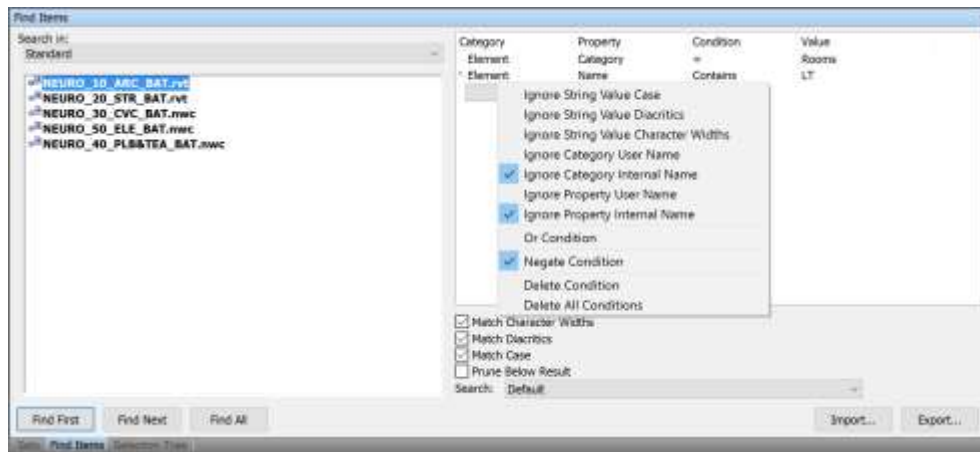 Find Items
Search in:
Standard
NEURO_10_ARC_BAT.rvt
NEURO_20_STR_BAT.rvt
NEURO_30_CVC_BAT.nwc
NEURO_50_ELE_BAT.nwc
NEURO_40_PLB&TEA_BAT.nwc
Category Property Condition Value
Element Category = Rooms
Element Name Contains LT
Ignore String Value Case
Ignore String Value Diacritics
Ignore String Value Character Widths
Ignore Category User Name
Ignore Category Internal Name
Ignore Property User Name
Ignore Property Internal Name
Or Condition
Negate Condition
Delete Condition
Delete All Conditions
Match Character Widths
Match Diacritics
Match Case
Prune Below Result
Search: Default
Find First Find Next Find All Import... Export...
Sets Find Items Selection Tree